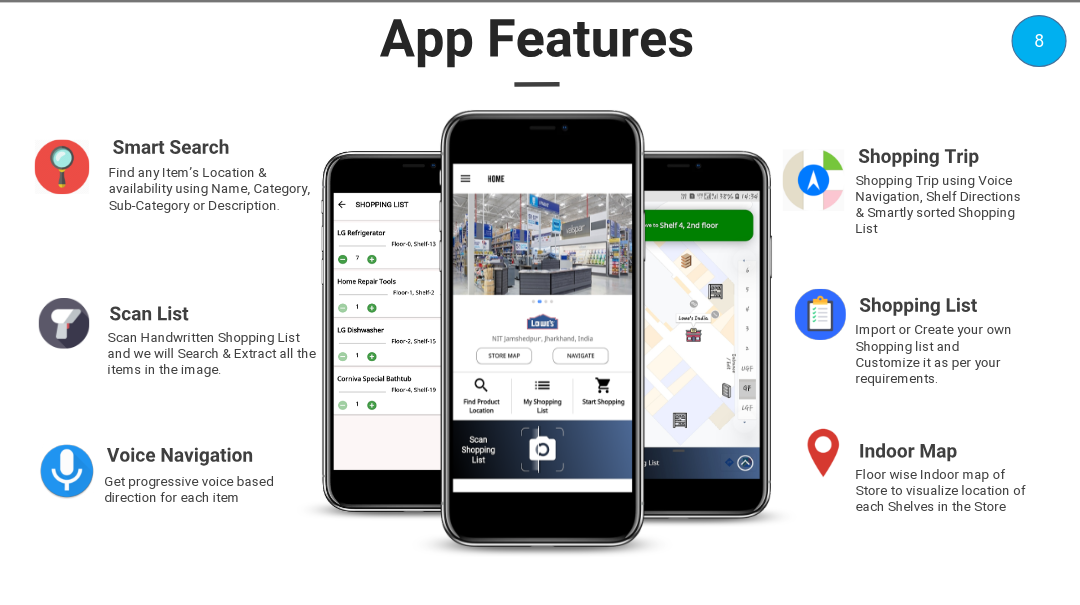 App Features
8
Smart Search
Find any Item's Location &
availability using Name, Category,
Sub-Category or Description.
Scan List
Scan Handwritten Shopping List
and we will Search & Extract all the
items in the image.
Voice Navigation
Get progressive voice based
direction for each item
SHOPPING LIST
LG Refrigerator
Floor-0, Shelf-13
7
Home Repair Tools
Floor-1, Shelf-2
1
LG Dishwasher
Floor-2, Shelf-15
1
Corniva Special Bathtub
Floor-4, Shelf-19
1
HOME
valspar
LOWE'S
NIT Jamshedpur, Jharkhand, India
STORE MAP
NAVIGATE
Find Product
Location
My Shopping
List
Start Shopping
Scan
Shopping
List
Shelf 4, 2nd floor
Lowe's India
UGF
GF
LGF
List
Shopping Trip
Shopping Trip using Voice
Navigation, Shelf Directions
& Smartly sorted Shopping
List
Shopping List
Import or Create your own
Shopping list and
Customize it as per your
requirements.
Indoor Map
Floor wise Indoor map of
Store to visualize location of
each Shelves in the Store